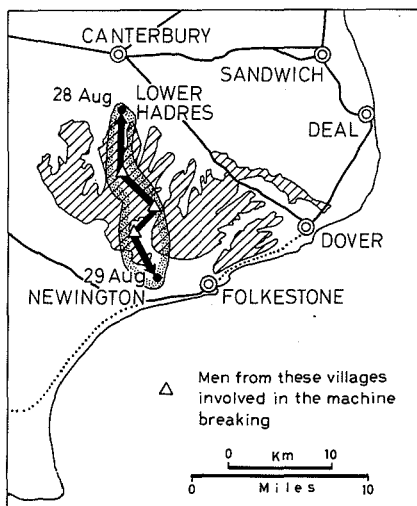 CANTERBURY
SANDWICH
28 Aug
LOWER
HADRES
DEAL
DOVER
29 Aug
NEWINGTON
FOLKESTONE
Men from these villages
involved in the machine
breaking
0 Km 10
0 Miles 10